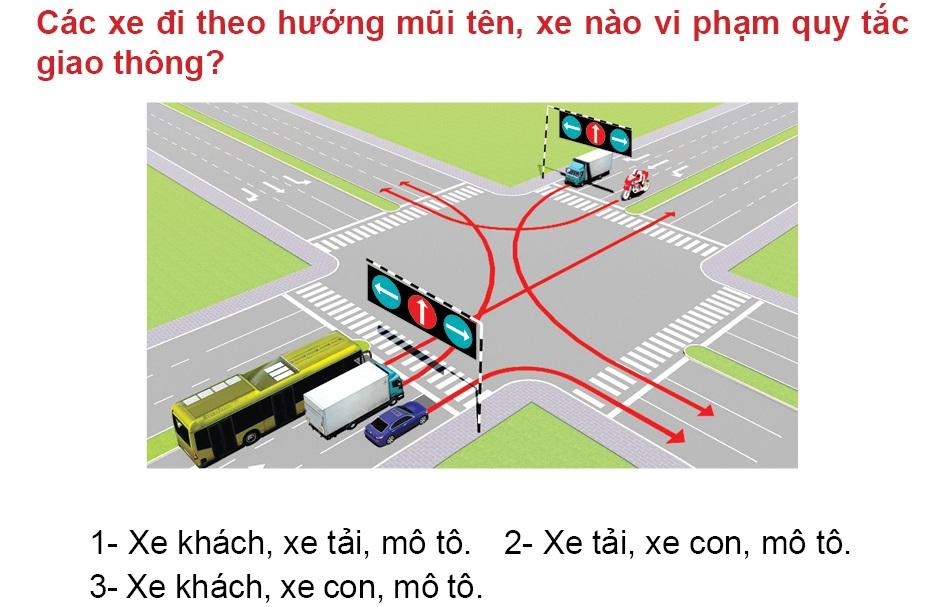 Các xe đi theo hướng mũi tên, xe nào vi phạm quy tắc
giao thông?
1- Xe khách, xe tải, mô tô. 2- Xe tải, xe con, mô tô.
3- Xe khách, xe con, mô tô.